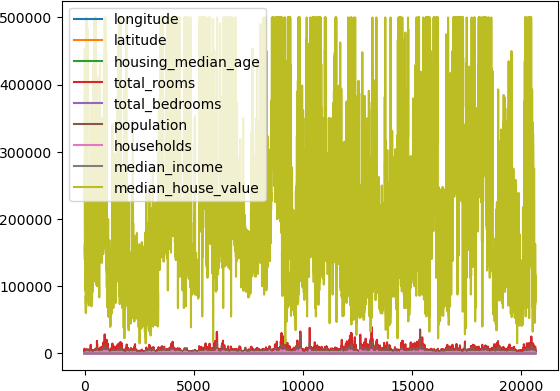 500000
400000
300000
200000
100000
0
longitude
latitude
housing_median_age
total_rooms
total_bedrooms
population
households
median_income
median_house_value
0 5000 10000 15000 20000